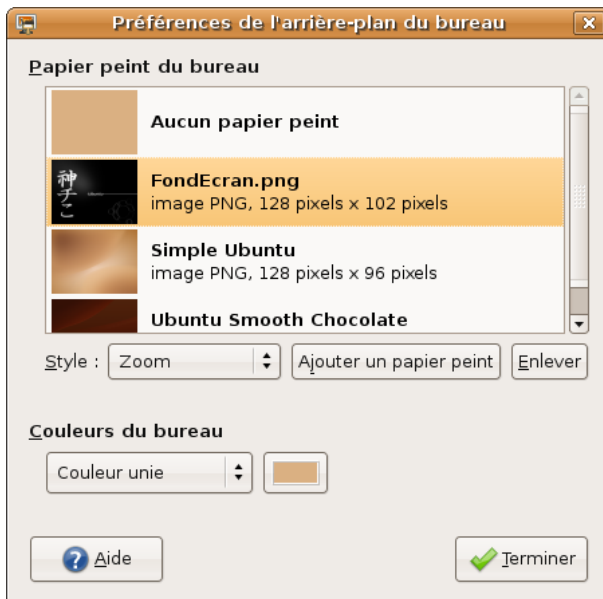 Préférences de l'arrière-plan du bureau
Papier peint du bureau
Aucun papier peint
FondEcran.png
image PNG, 128 pixels x 102 pixels
Simple Ubuntu
image PNG, 128 pixels x 96 pixels
Ubuntu Smooth Chocolate
Style : Zoom Ajouter un papier peint Enlever
Couleurs du bureau
Couleur unie
Aide Terminer